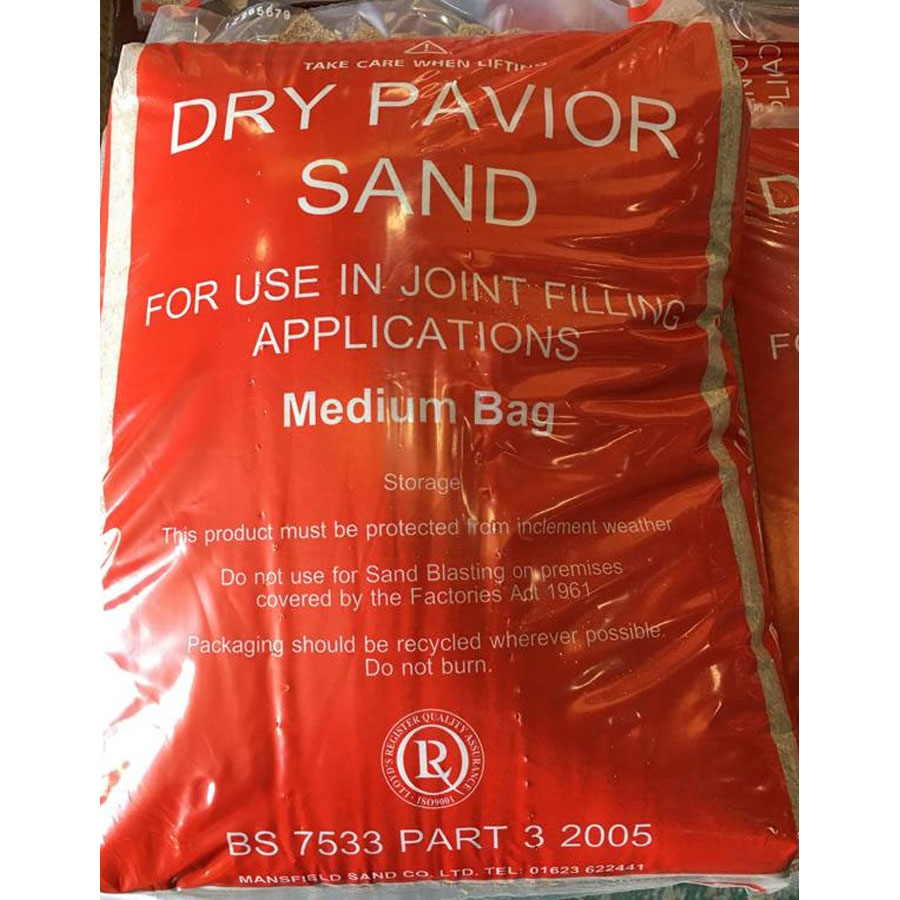 TAKE CARE WHEN LIFTING
DRY PAVIOR
SAND
FOR USE IN JOINT FILLING
APPLICATIONS
Medium Bag
Storage
This product must be protected from inclement weather
Do not use for Sand Blasting on premises
covered by the Factories Act 1961
Packaging should be recycled wherever possible.
Do not burn.
LLOYD'S REGISTER QUALITY ASSURANCE
LR
ISO9001
BS 7533 PART 3 2005
MANSFIELD SAND CO. LTD. TEL: 01623 622441